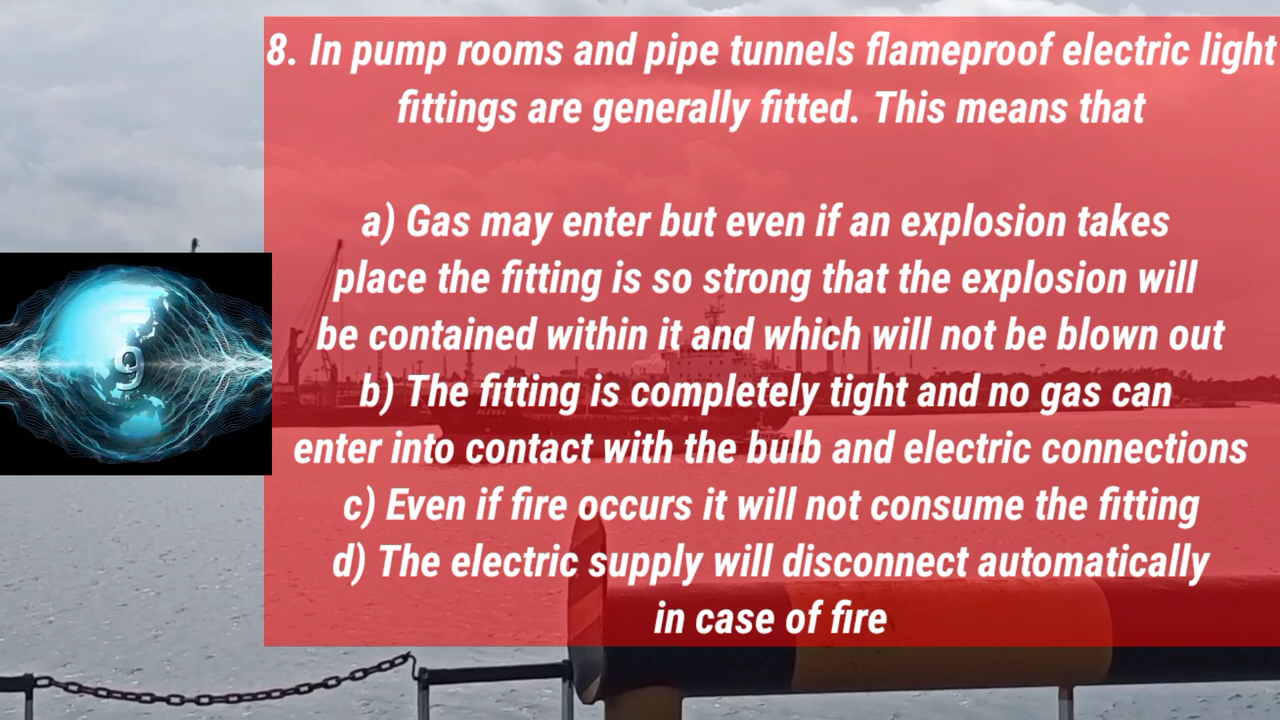 8. In pump rooms and pipe tunnels flameproof electric light
fittings are generally fitted. This means that
a) Gas may enter but even if an explosion takes
place the fitting is so strong that the explosion will
be contained within it and which will not be blown out
b) The fitting is completely tight and no gas can
enter into contact with the bulb and electric connections
c) Even if fire occurs it will not consume the fitting
d) The electric supply will disconnect automatically
in case of fire
9